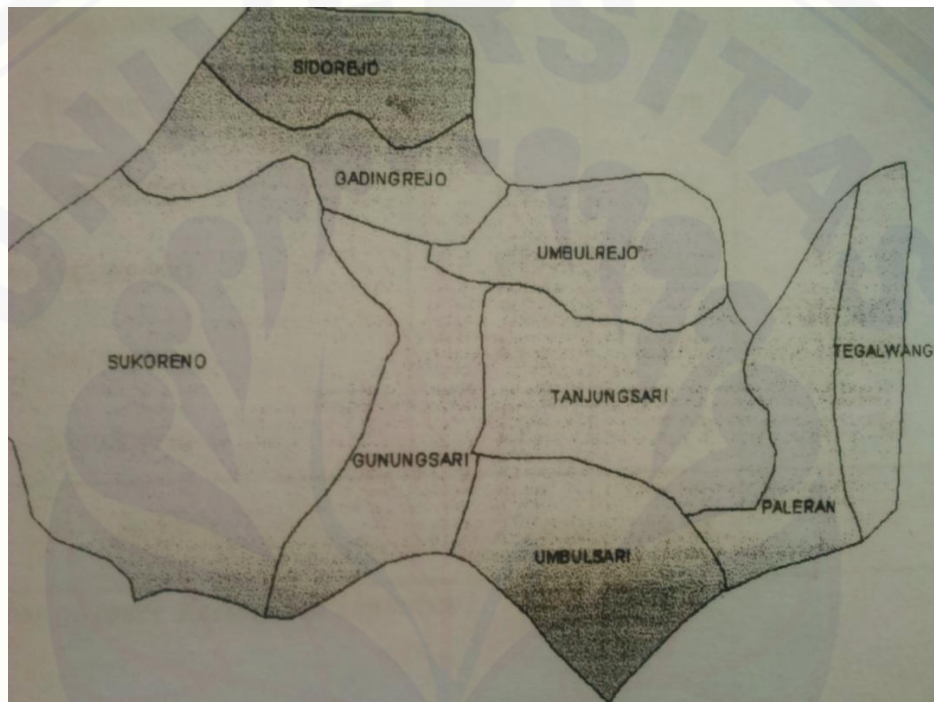 SIDOREJO
GADINGREJO
UMBULREJO
SUKORENO
TEGALWANG
TANJUNGSARI
GUNUNGSARI
PALERAN
UMBULSARI